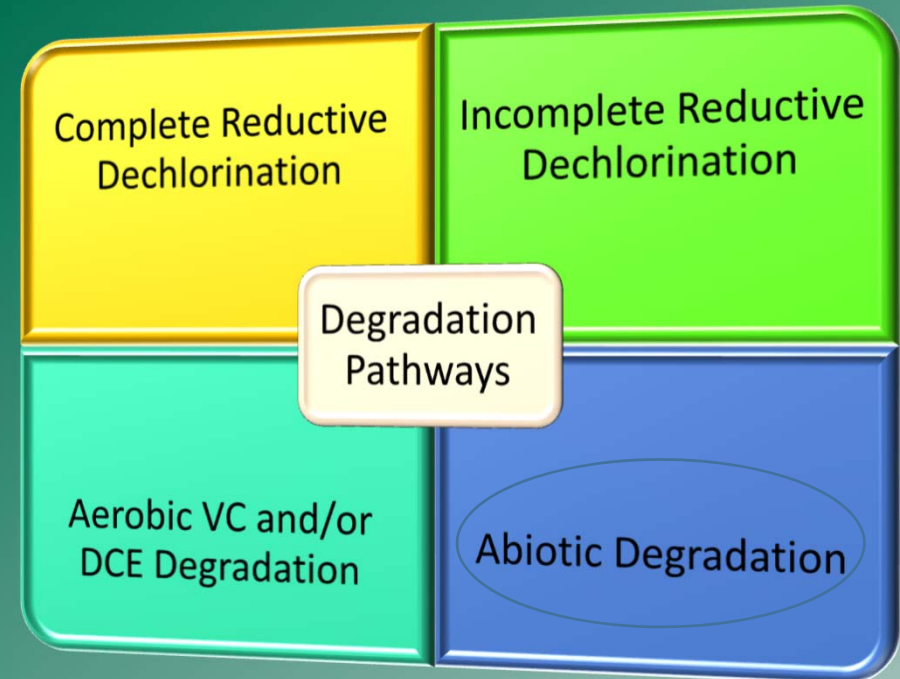 Complete Reductive
Dechlorination
Incomplete Reductive
Dechlorination
Degradation
Pathways
Aerobic VC and/or
DCE Degradation
Abiotic Degradation